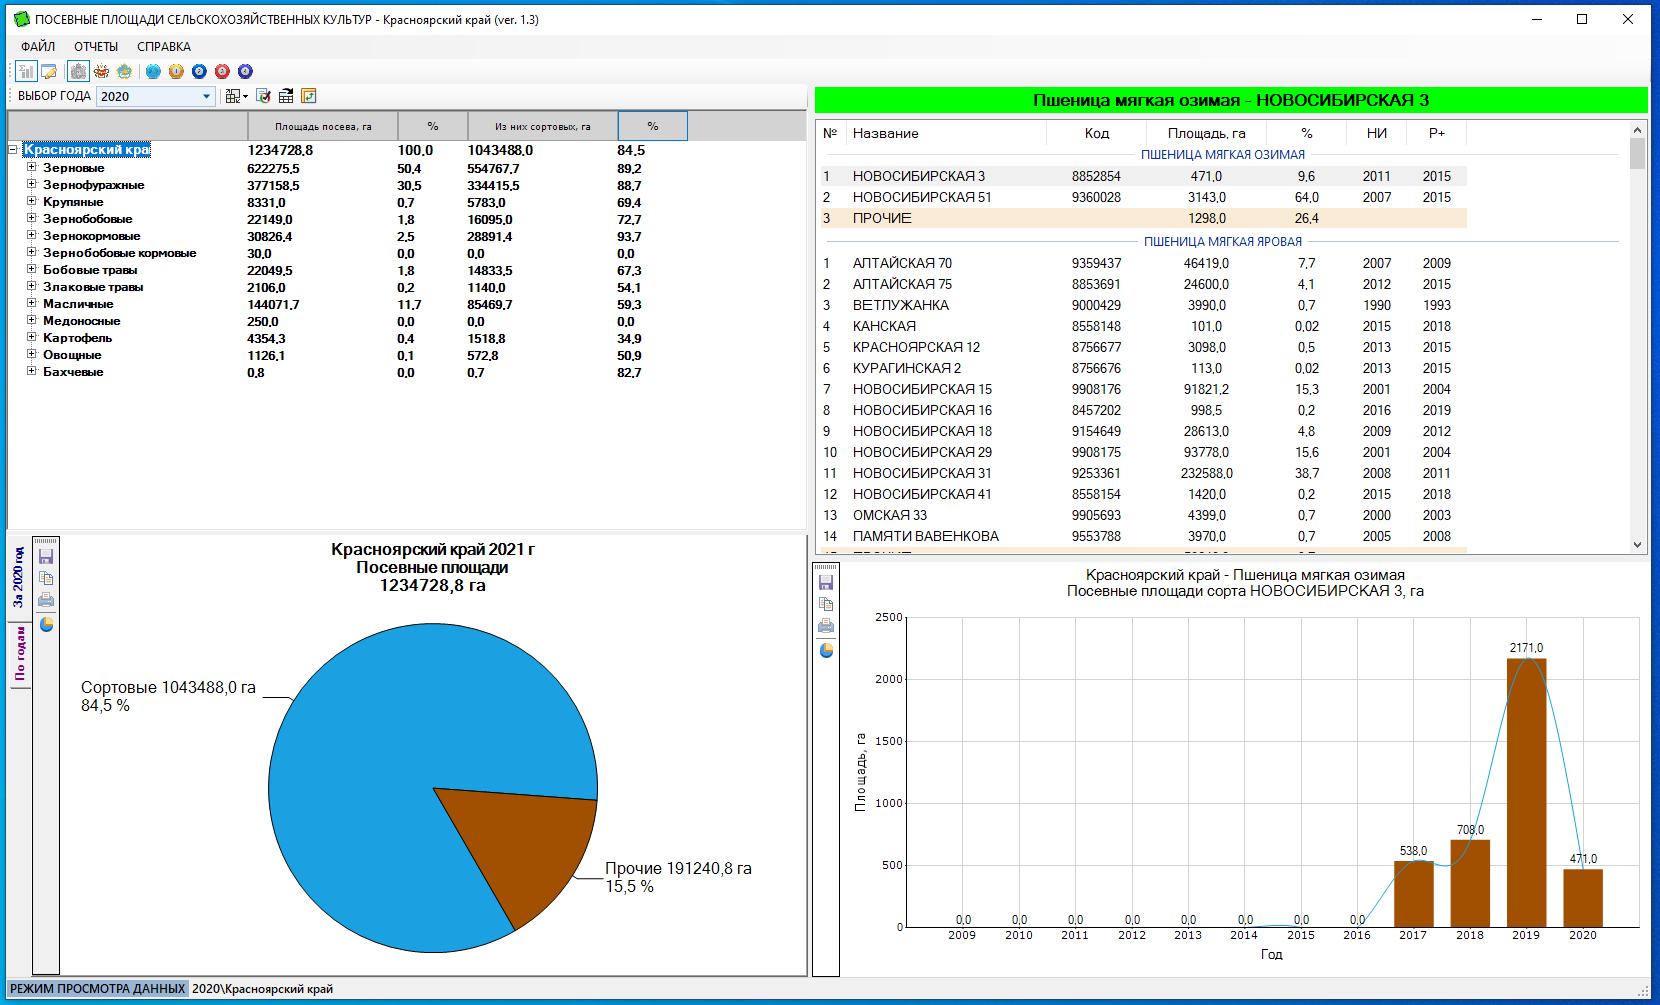 ПОСЕВНЫЕ ПЛОЩАДИ СЕЛЬСКОХОЗЯЙСТВЕННЫХ КУЛЬТУР - Красноярский край (ver. 1.3)
ФАЙЛ ОТЧЕТЫ СПРАВКА
ВЫБОР ГОДА 2020
Площадь посева, га % Из них сортовых, га %
Красноярский кра 1234728,8 100,0 1043488,0 84,5
Зерновые 622275,5 50,4 554767,7 89,2
Зернофуражные 377158,5 30,5 334415,5 88,7
Крупяные 8331,0 0,7 5783,0 69,4
Зернобобовые 22149,0 1,8 16095,0 72,7
Зернокормовые 30826,4 2,5 28891,4 93,7
Зернобобовые кормовые 30,0 0,0 0,0 0,0
Бобовые травы 22049,5 1,8 14833,5 67,3
Злаковые травы 2106,0 0,2 1140,0 54,1
Масличные 144071,7 11,7 85469,7 59,3
Медоносные 250,0 0,0 0,0 0,0
Картофель 4354,3 0,4 1518,8 34,9
Овощные 1126,1 0,1 572,8 50,9
Бахчевые 0,8 0,0 0,7 82,7
Пшеница мягкая озимая - НОВОСИБИРСКАЯ 3
№ Название Код Площадь, га % НИ Р+
ПШЕНИЦА МЯГКАЯ ОЗИМАЯ
1 НОВОСИБИРСКАЯ 3 8852854 471,0 9,6 2011 2015
2 НОВОСИБИРСКАЯ 51 9360028 3143,0 64,0 2007 2015
3 ПРОЧИЕ 1298,0 26,4
ПШЕНИЦА МЯГКАЯ ЯРОВАЯ
1 АЛТАЙСКАЯ 70 9359437 46419,0 7,7 2007 2009
2 АЛТАЙСКАЯ 75 8853691 24600,0 4,1 2012 2015
3 ВЕТЛУЖАНКА 9000429 3990,0 0,7 1990 1993
4 КАНСКАЯ 8558148 101,0 0,02 2015 2018
5 КРАСНОЯРСКАЯ 12 8756677 3098,0 0,5 2013 2015
6 КУРАГИНСКАЯ 2 8756676 113,0 0,02 2013 2015
7 НОВОСИБИРСКАЯ 15 9908176 91821,2 15,3 2001 2004
8 НОВОСИБИРСКАЯ 16 8457202 998,5 0,2 2016 2019
9 НОВОСИБИРСКАЯ 18 9154649 28613,0 4,8 2009 2012
10 НОВОСИБИРСКАЯ 29 9908175 93778,0 15,6 2001 2004
11 НОВОСИБИРСКАЯ 31 9253361 232588,0 38,7 2008 2011
12 НОВОСИБИРСКАЯ 41 8558154 1420,0 0,2 2015 2018
13 ОМСКАЯ 33 9905693 4399,0 0,7 2000 2003
14 ПАМЯТИ ВАВЕНКОВА 9553788 3970,0 0,7 2005 2008
За 2020 год
По годам
Красноярский край 2021 г
Посевные площади
1234728,8 га
Сортовые 1043488,0 га
84,5 %
Прочие 191240,8 га
15,5 %
Красноярский край - Пшеница мягкая озимая
Посевные площади сорта НОВОСИБИРСКАЯ 3, га
Площадь, га
2500
2000
1500
1000
500
0
0,0 0,0 0,0 0,0 0,0 0,0 0,0 0,0 538,0 708,0 2171,0 471,0
2009 2010 2011 2012 2013 2014 2015 2016 2017 2018 2019 2020
Год
РЕЖИМ ПРОСМОТРА ДАННЫХ 2020\Красноярский край